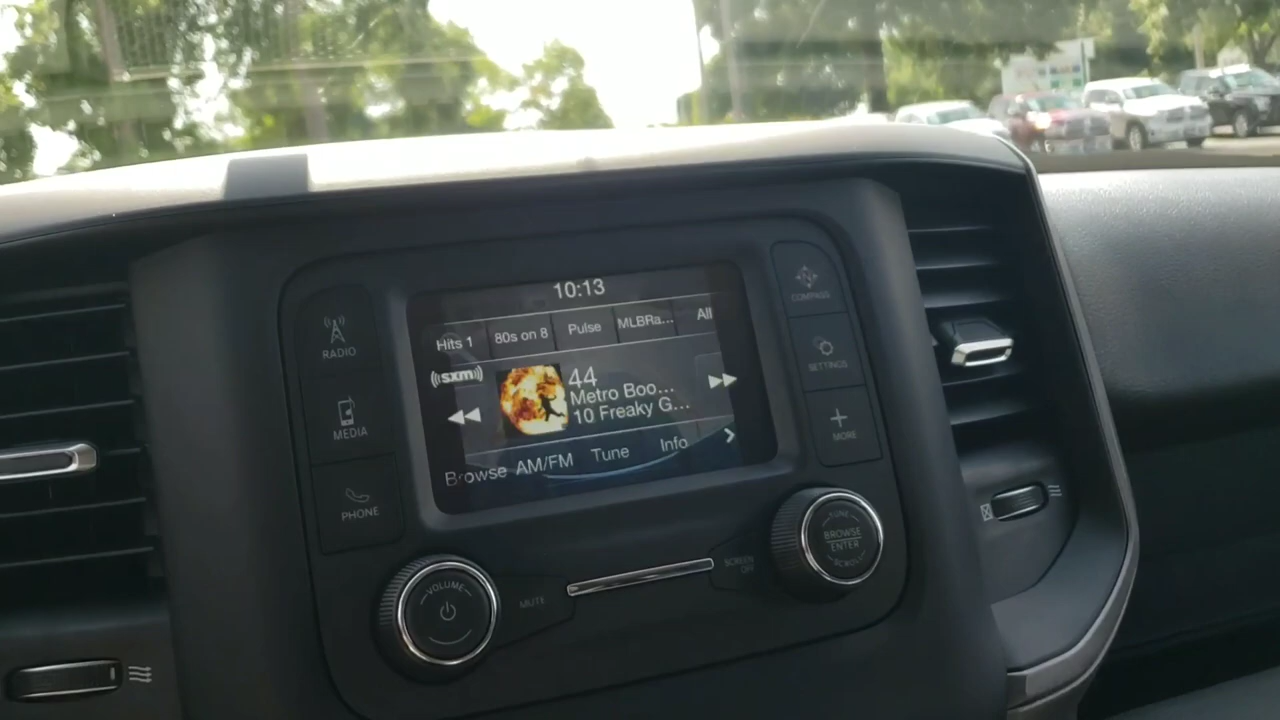 10:13
Hits 1
80s on 8
Pulse
MLBRa...
All
((sxm))
44
Metro Boo...
10 Freaky G...
Browse
AM/FM
Tune
Info
RADIO
MEDIA
PHONE
COMPASS
SETTINGS
MORE
VOLUME
MUTE
SCREEN
OFF
TUNE
BROWSE
ENTER
SCROLL